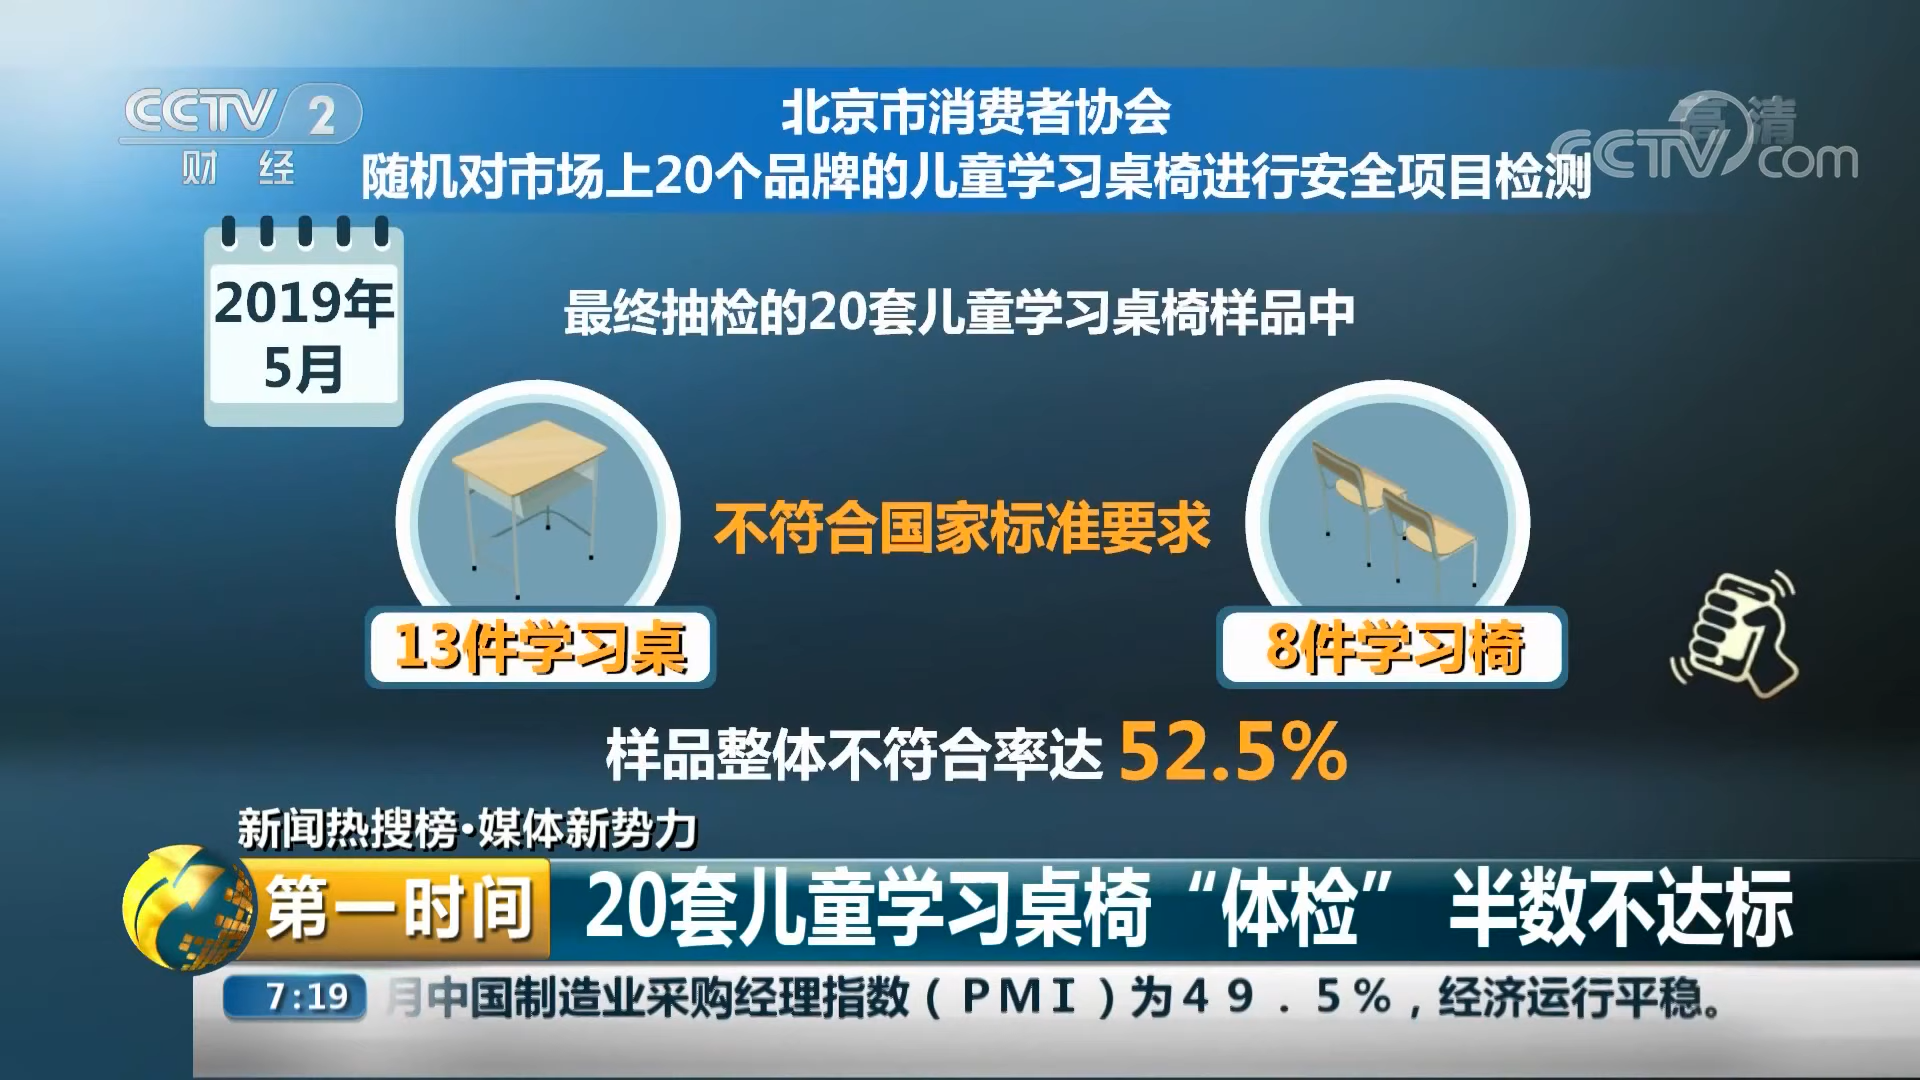 北京市消费者协会
随机对市场上20个品牌的儿童学习桌椅进行安全项目检测
CCTV 2
财 经
高清
CCTV com
2019年
5月
最终抽检的20套儿童学习桌椅样品中
不符合国家标准要求
13件学习桌
8件学习椅
样品整体不符合率达 52.5%
新闻热搜榜·媒体新势力
第一时间
20套儿童学习桌椅“体检” 半数不达标
7:19
月中国制造业采购经理指数（PMI）为49．5%，经济运行平稳。